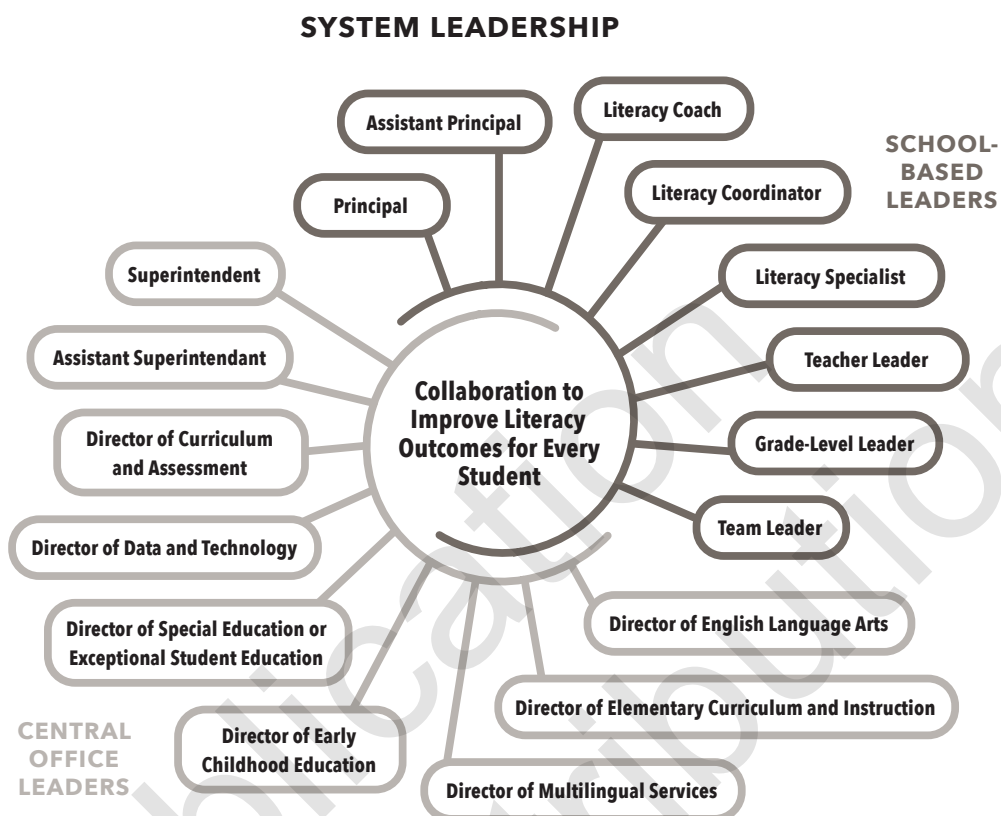 SYSTEM LEADERSHIP
Assistant Principal
Literacy Coach
SCHOOL-
BASED
LEADERS
Principal
Literacy Coordinator
Superintendent
Literacy Specialist
Assistant Superintendant
Teacher Leader
Collaboration to
Improve Literacy
Outcomes for Every
Student
Director of Curriculum
and Assessment
Grade-Level Leader
Team Leader
Director of Data and Technology
Director of Special Education or
Exceptional Student Education
Director of English Language Arts
Director of Elementary Curriculum and Instruction
CENTRAL
OFFICE
LEADERS
Director of Early
Childhood Education
Director of Multilingual Services